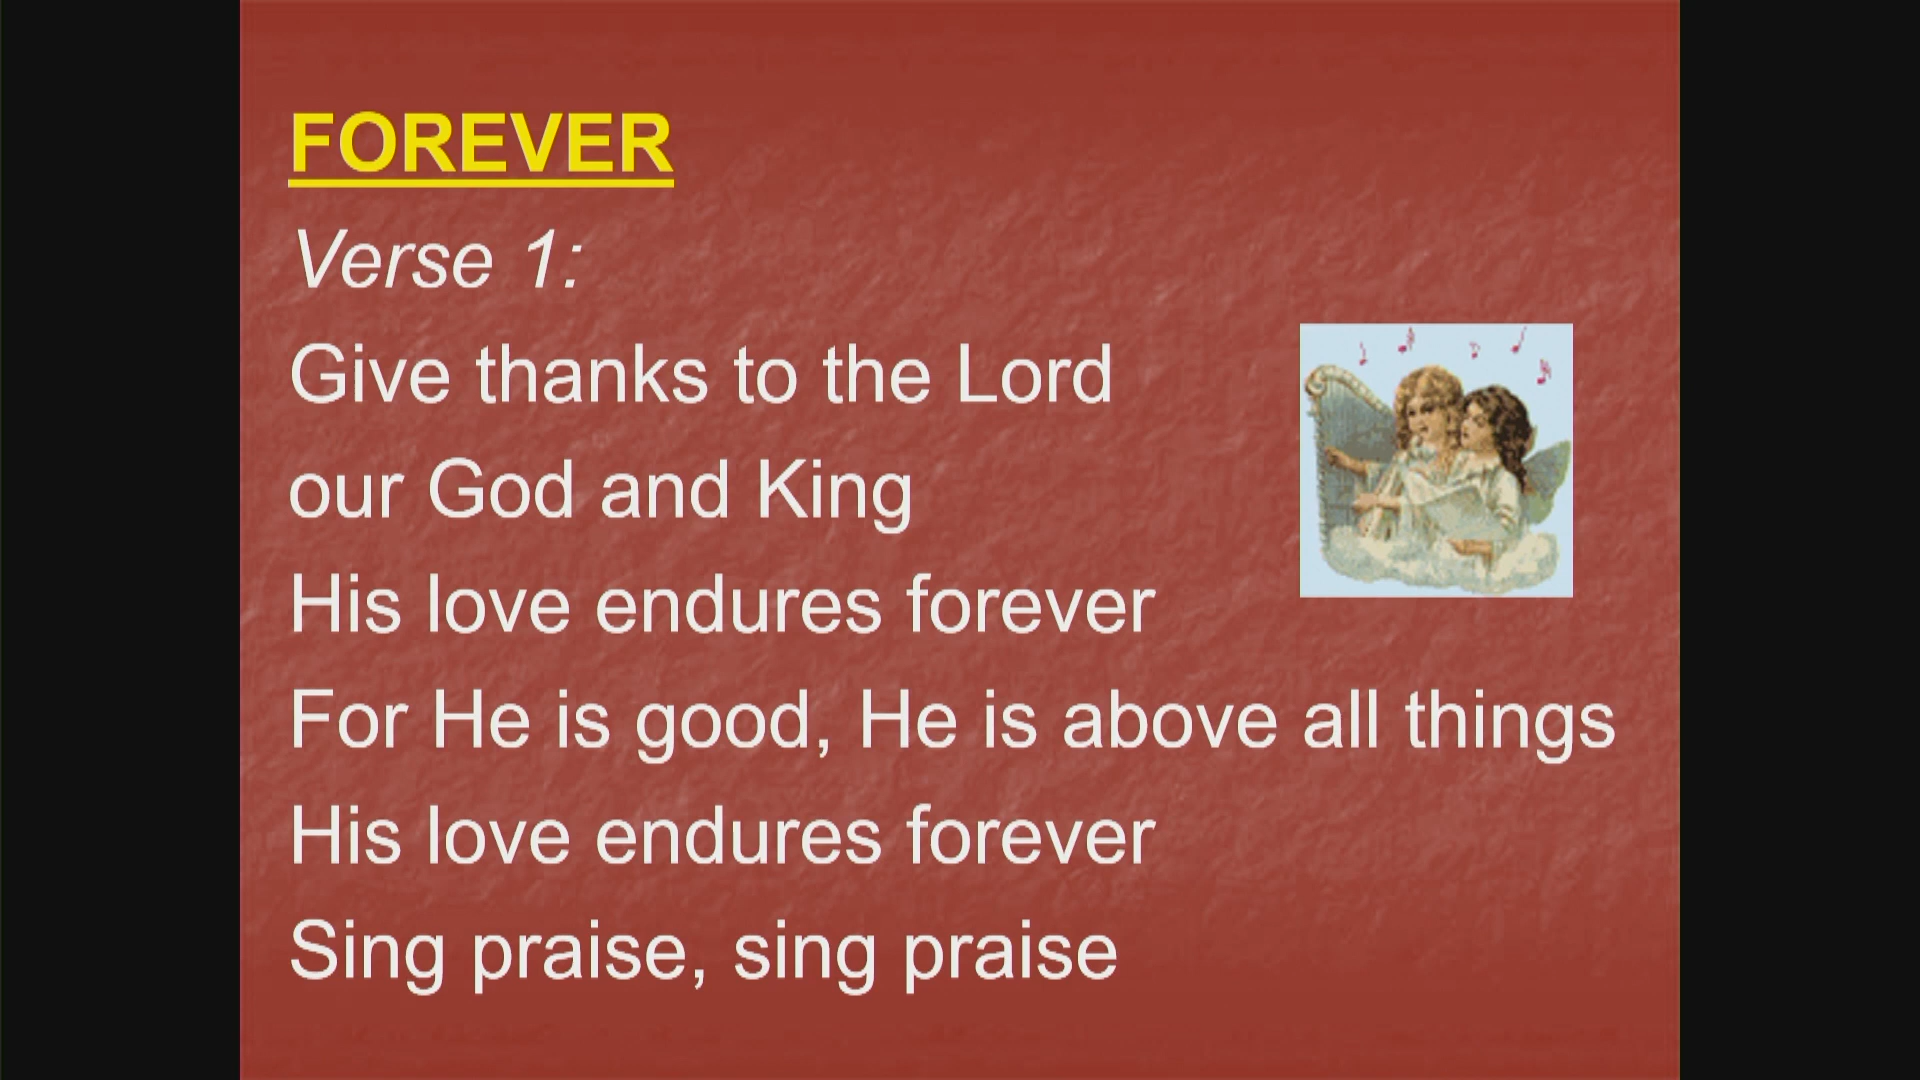 FOREVER
Verse 1:
Give thanks to the Lord
our God and King
His love endures forever
For He is good, He is above all things
His love endures forever
Sing praise, sing praise